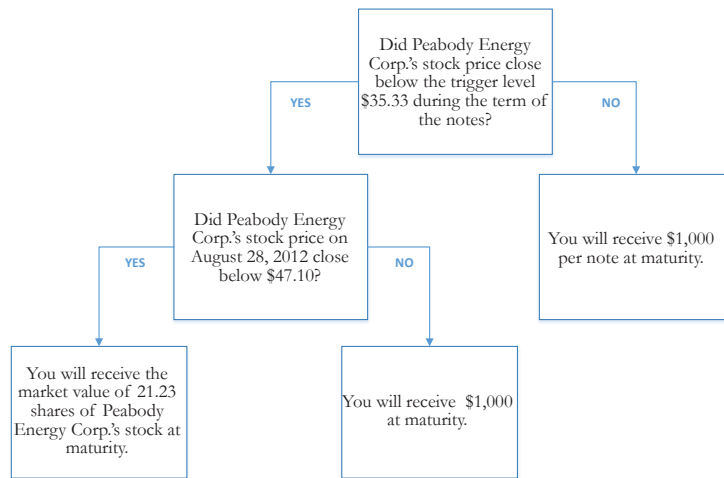 Did Peabody Energy
Corp.'s stock price close
below the trigger level
$35.33 during the term of
the notes?
YES
NO
Did Peabody Energy
Corp.'s stock price on
August 28, 2012 close
below $47.10?
You will receive $1,000
per note at maturity.
YES
NO
You will receive the
market value of 21.23
shares of Peabody
Energy Corp.'s stock at
maturity.
You will receive $1,000
at maturity.